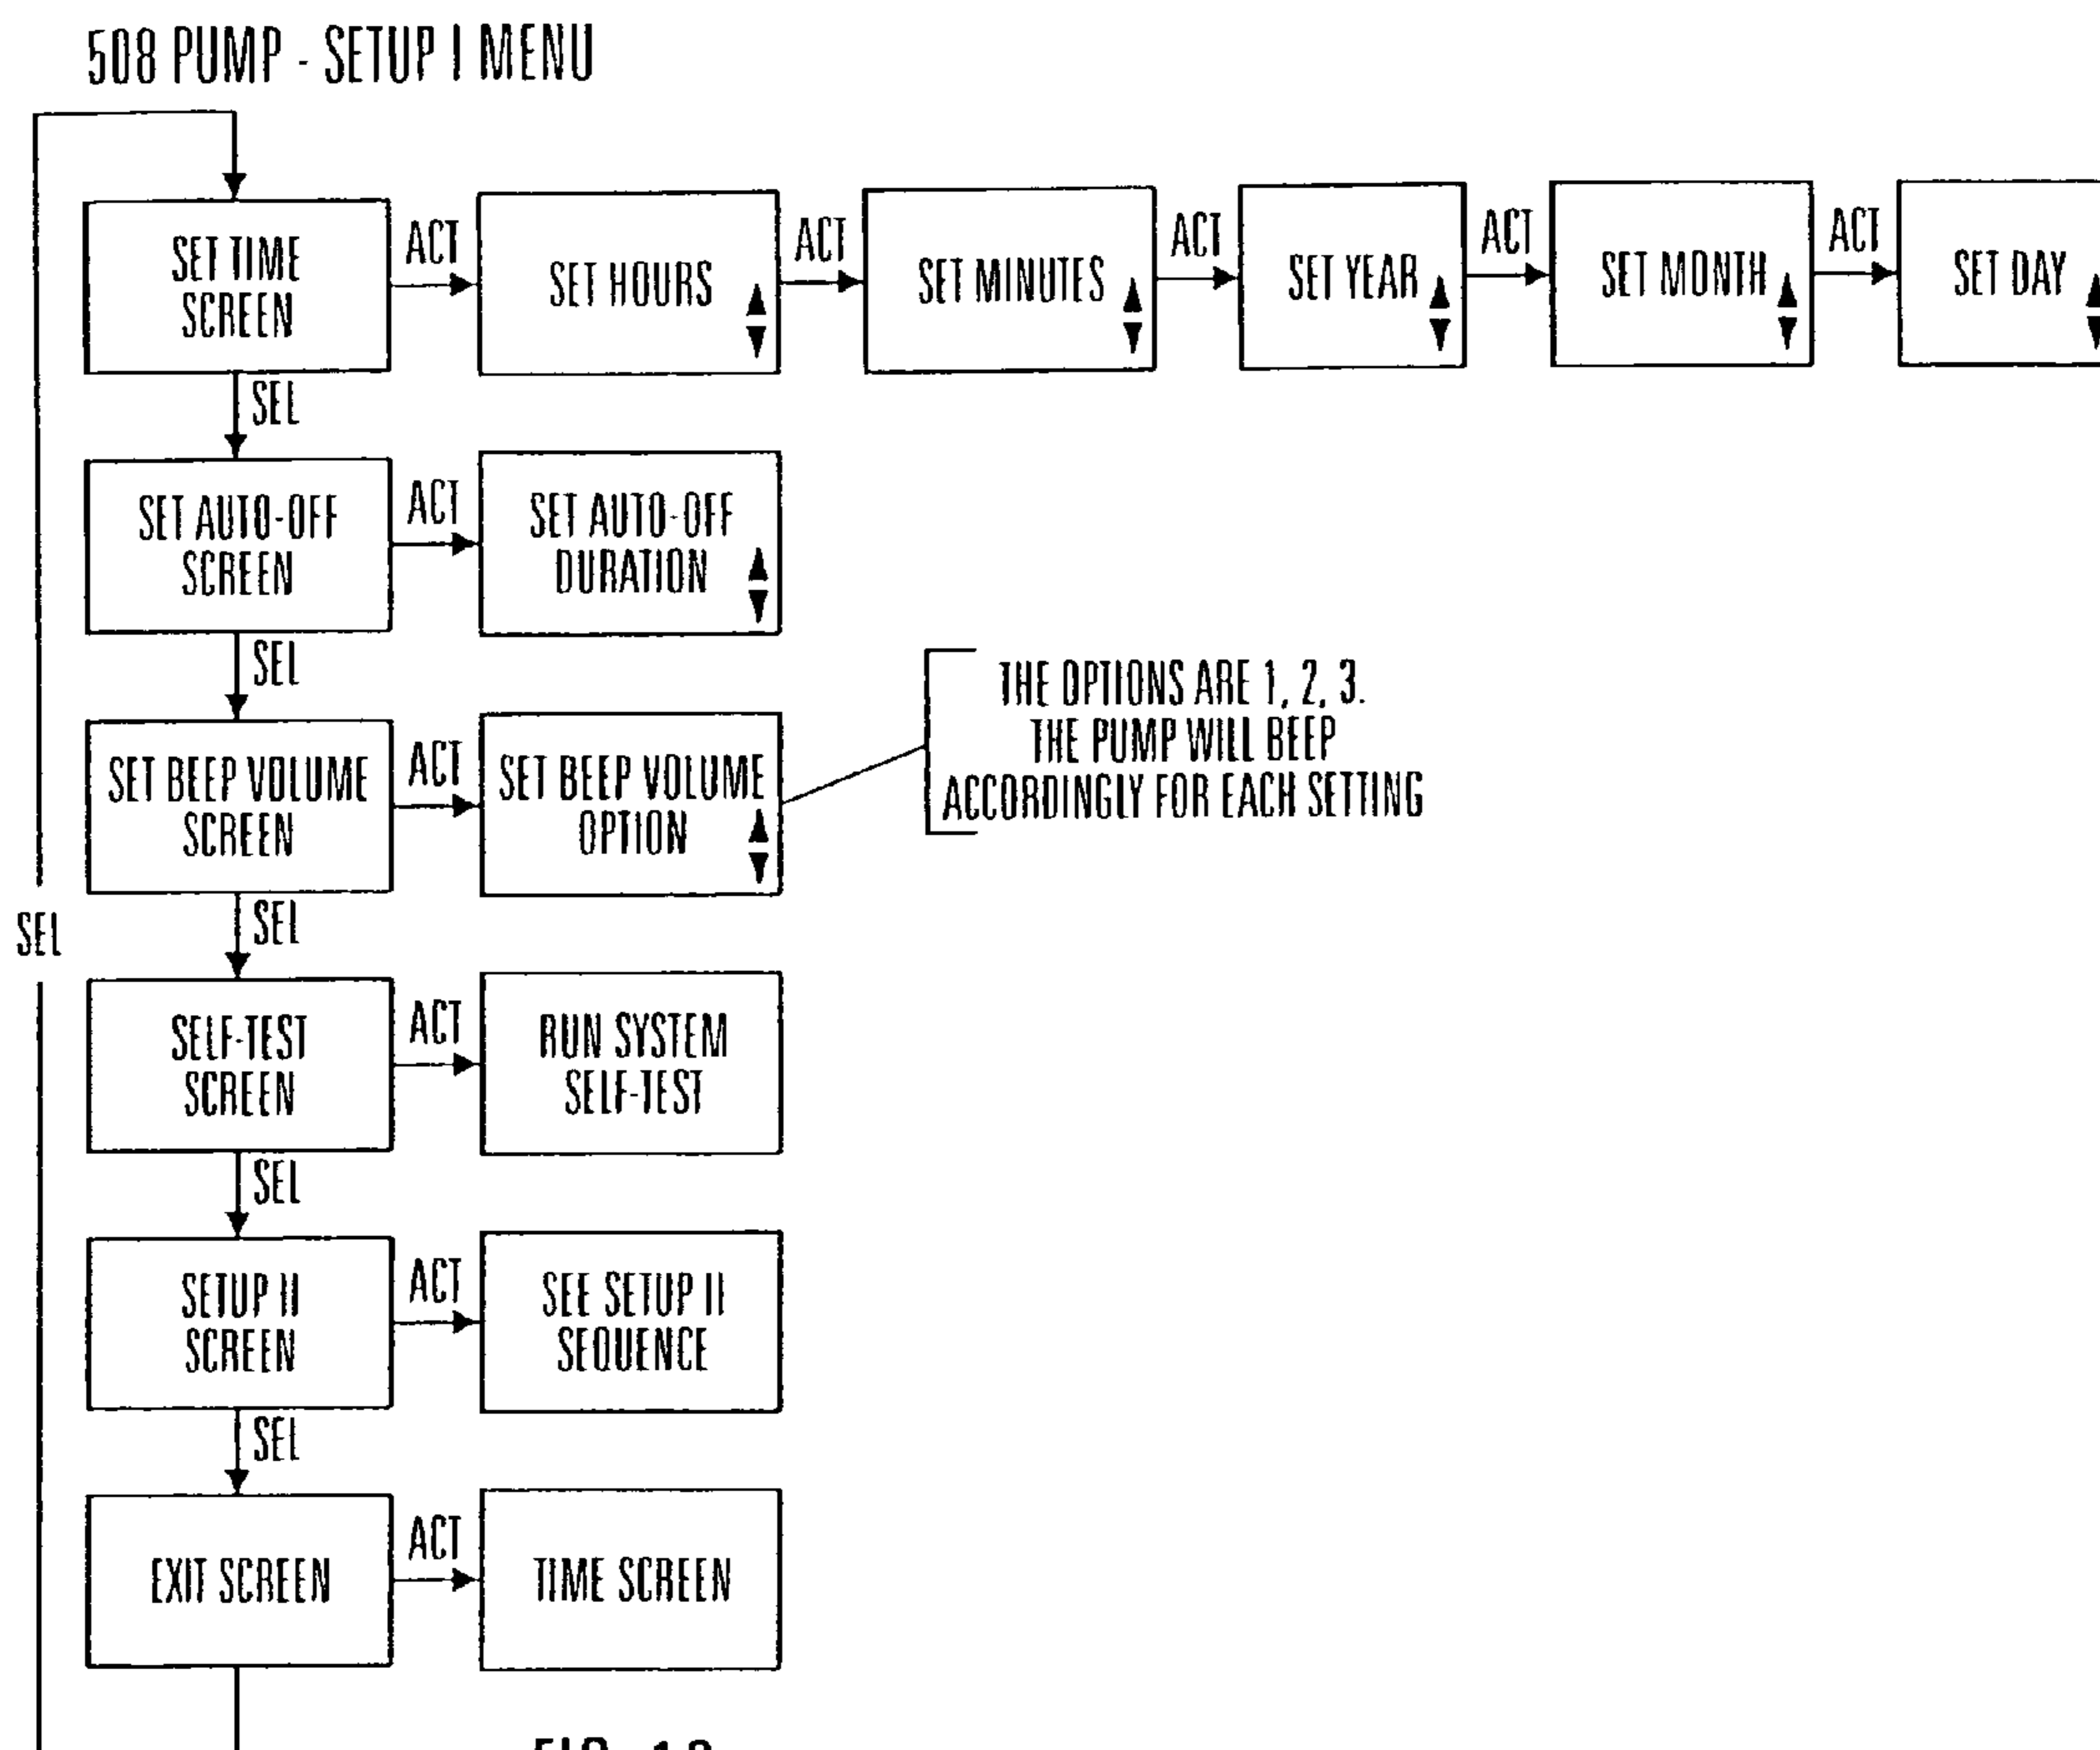 508 PUMP - SETUP I MENU
SET TIME
SCREEN
ACT
SET HOURS
ACT
SET MINUTES
ACT
SET YEAR
ACT
SET MONTH
ACT
SET DAY
SEL
SET AUTO-OFF
SCREEN
ACT
SET AUTO-OFF
DURATION
SEL
SET BEEP VOLUME
SCREEN
ACT
SET BEEP VOLUME
OPTION
THE OPTIONS ARE 1, 2, 3.
THE PUMP WILL BEEP
ACCORDINGLY FOR EACH SETTING
SEL
SEL
SELF-TEST
SCREEN
ACT
RUN SYSTEM
SELF-TEST
SEL
SETUP II
SCREEN
ACT
SEE SETUP II
SEQUENCE
SEL
EXIT SCREEN
ACT
TIME SCREEN